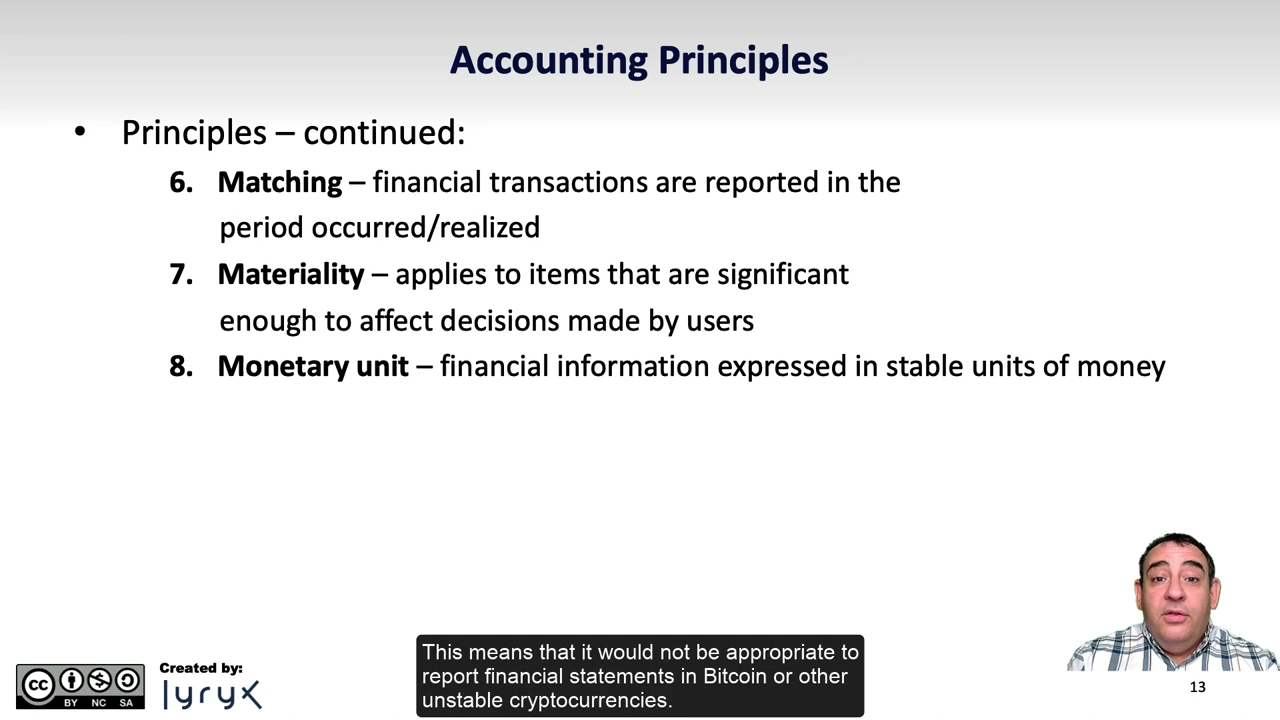 Accounting Principles
• Principles – continued:
6. Matching – financial transactions are reported in the
period occurred/realized
7. Materiality – applies to items that are significant
enough to affect decisions made by users
8. Monetary unit – financial information expressed in stable units of money
This means that it would not be appropriate to
report financial statements in Bitcoin or other
unstable cryptocurrencies.
Created by:
lyryx
cc
BY NC SA
13